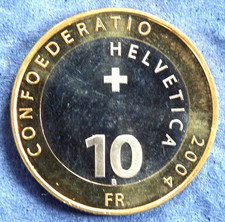 CONFOEDERATIO
HELVETICA
2004
10
B
FR